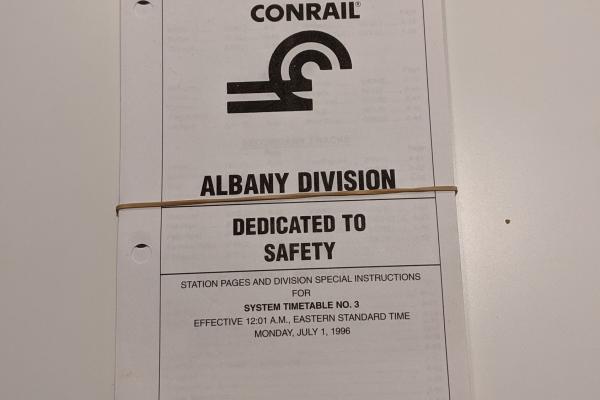 CONRAIL®
ALBANY DIVISION
DEDICATED TO
SAFETY
STATION PAGES AND DIVISION SPECIAL INSTRUCTIONS
FOR
SYSTEM TIMETABLE NO. 3
EFFECTIVE 12:01 A.M., EASTERN STANDARD TIME
MONDAY, JULY 1, 1996